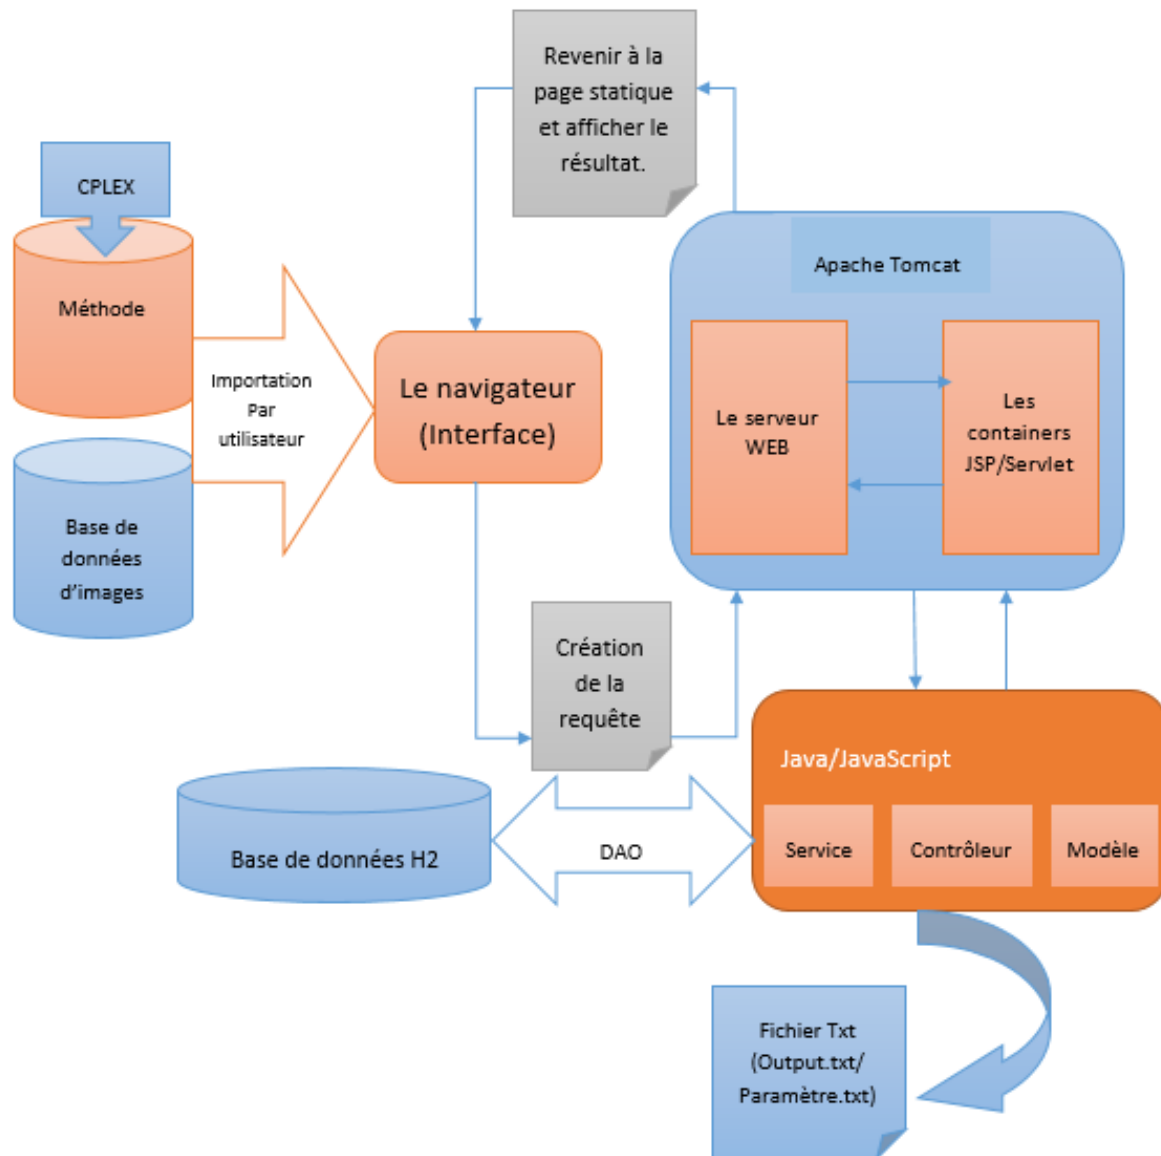 Revenir à la
page statique
et afficher le
résultat.
CPLEX
Méthode
Importation
Par
utilisateur
Base de
données
d'images
Le navigateur
(Interface)
Apache Tomcat
Le serveur
WEB
Les
containers
JSP/Servlet
Création
de la
requête
Java/JavaScript
Service
Contrôleur
Modèle
DAO
Base de données H2
Fichier Txt
(Output.txt/
Paramètre.txt)